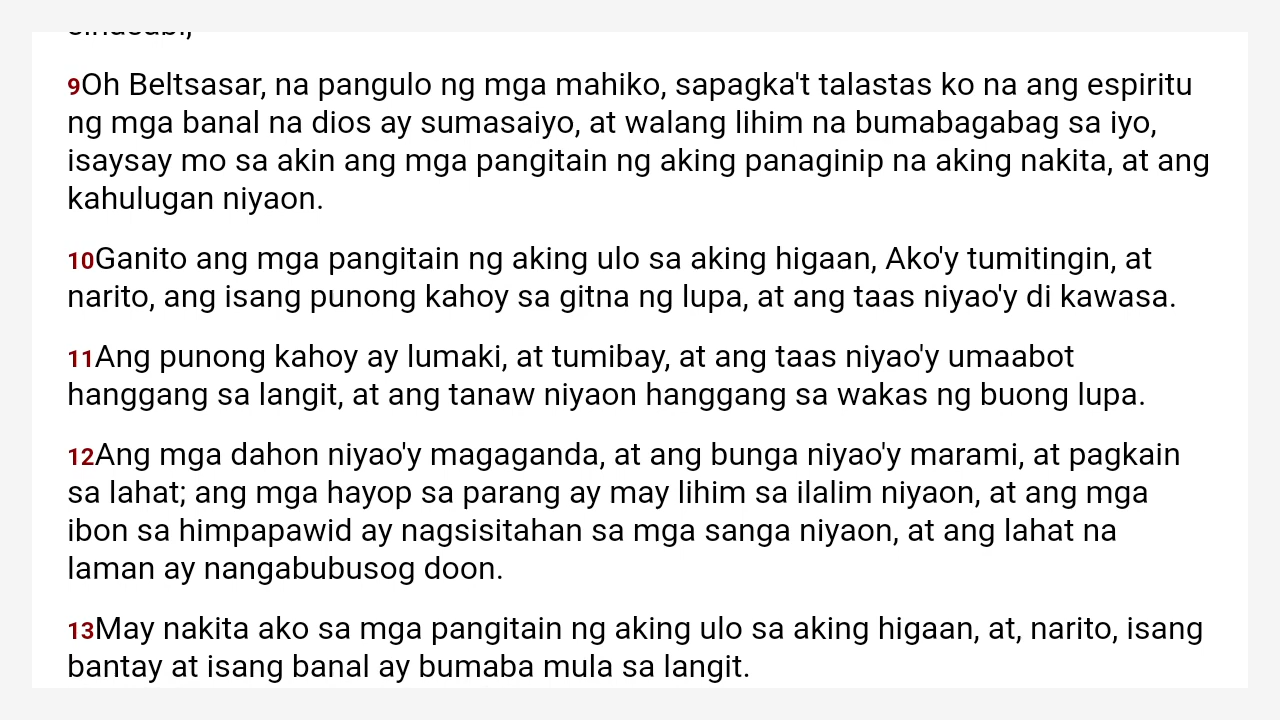 9Oh Beltsasar, na pangulo ng mga mahiko, sapagka't talastas ko na ang espiritu
ng mga banal na dios ay sumasaiyo, at walang lihim na bumabagabag sa iyo,
isaysay mo sa akin ang mga pangitain ng aking panaginip na aking nakita, at ang
kahulugan niyaon.
10Ganito ang mga pangitain ng aking ulo sa aking higaan, Ako'y tumitingin, at
narito, ang isang punong kahoy sa gitna ng lupa, at ang taas niyao'y di kawasa.
11Ang punong kahoy ay lumaki, at tumibay, at ang taas niyao'y umaabot
hanggang sa langit, at ang tanaw niyaon hanggang sa wakas ng buong lupa.
12Ang mga dahon niyao'y magaganda, at ang bunga niyao'y marami, at pagkain
sa lahat; ang mga hayop sa parang ay may lihim sa ilalim niyaon, at ang mga
ibon sa himpapawid ay nagsisitahan sa mga sanga niyaon, at ang lahat na
laman ay nangabubusog doon.
13May nakita ako sa mga pangitain ng aking ulo sa aking higaan, at, narito, isang
bantay at isang banal ay bumaba mula sa langit.